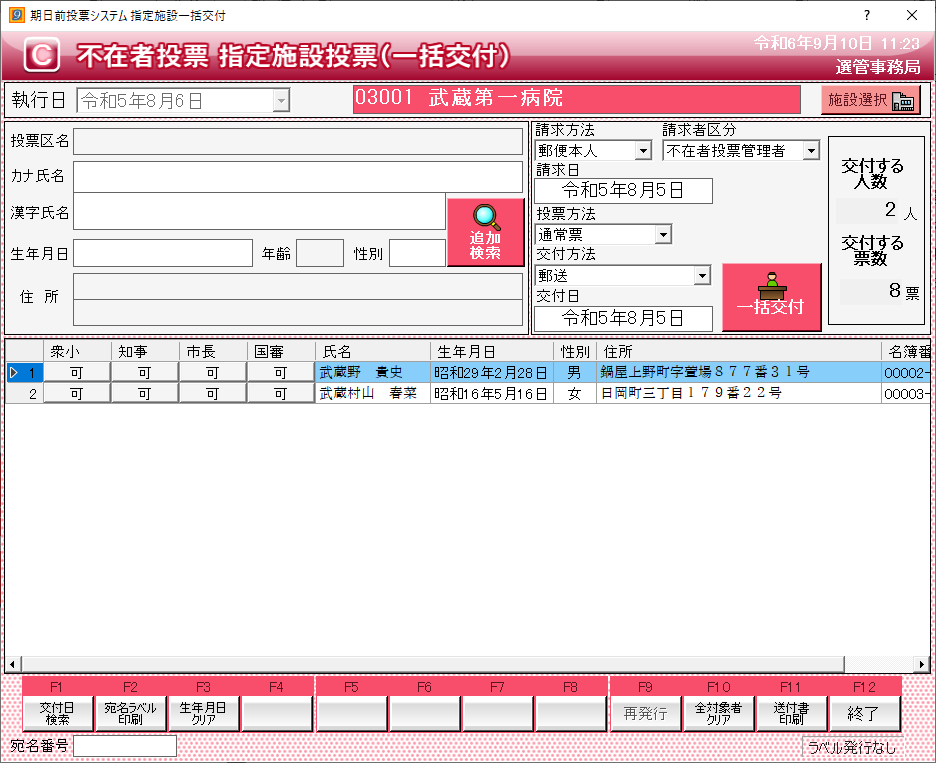 期日前投票システム 指定施設一括交付
?
C 不在者投票 指定施設投票(一括交付)
令和6年9月10日 11:23
選管事務局
執行日 令和5年8月6日
03001 武蔵第一病院
施設選択
投票区名
カナ氏名
漢字氏名
生年月日 年齢 性別
住 所
追加
検索
請求方法 請求者区分
郵便本人 不在者投票管理者
請求日
令和5年8月5日
投票方法
通常票
交付方法
郵送
交付日
令和5年8月5日
一括交付
交付する
人数
2 人
交付する
票数
8 票
衆小 知事 市長 国審 氏名 生年月日 性別 住所 名簿番
1 可 可 可 可 武蔵野 貴史 昭和29年2月28日 男 鍋屋上野町字萱場877番31号 00002-
2 可 可 可 可 武蔵村山 春菜 昭和16年5月16日 女 日岡町三丁目179番22号 00003-
F1 F2 F3 F4 F5 F6 F7 F8 F9 F10 F11 F12
交付日
検索
宛名ラベル
印刷
生年月日
クリア
再発行
全対象者
クリア
送付書
印刷
終了
宛名番号
ラベル発行なし